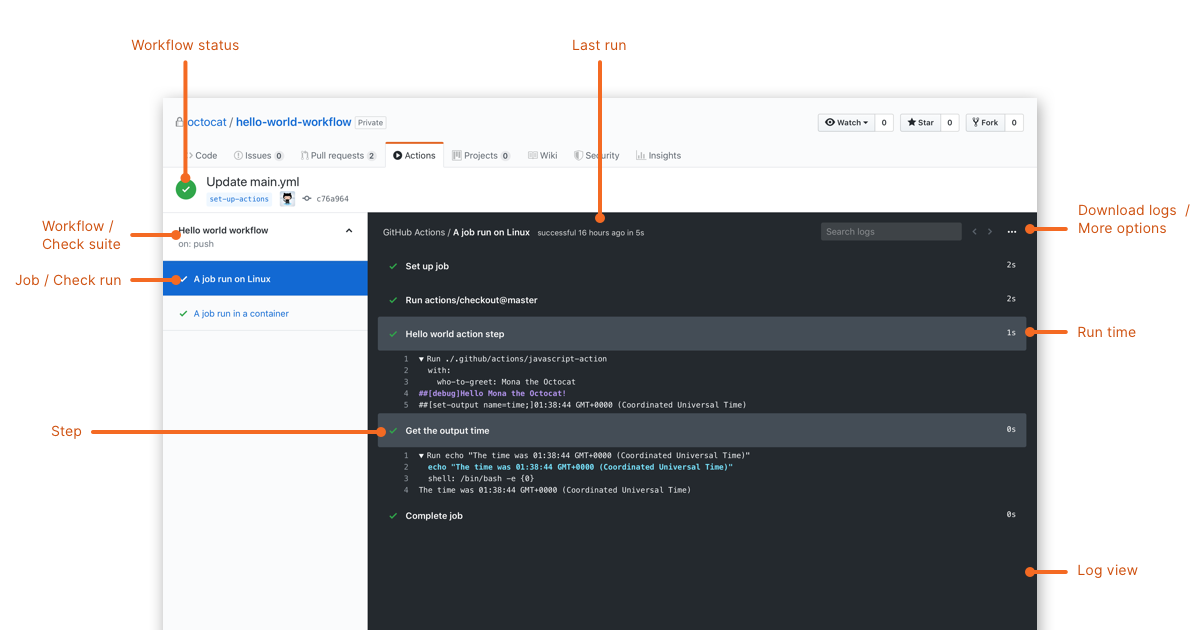 Workflow status
Last run
octocat / hello-world-workflow Private
Watch 0 Star 0 Fork 0
Code Issues 0 Pull requests 2 Actions Projects 0 Wiki Security Insights
Update main.yml
set-up-actions c76a964
Workflow /
Check suite
Hello world workflow
on: push
GitHub Actions / A job run on Linux successful 16 hours ago in 5s
Search logs
Download logs /
More options
Job / Check run
A job run on Linux
A job run in a container
Set up job 2s
Run actions/checkout@master 2s
Hello world action step 1s
Run time
1 Run ./.github/actions/javascript-action
2 with:
3 who-to-greet: Mona the Octocat
4 ##[debug]Hello Mona the Octocat!
5 ##[set-output name=time;]01:38:44 GMT+0000 (Coordinated Universal Time)
Step
Get the output time 0s
1 Run echo "The time was 01:38:44 GMT+0000 (Coordinated Universal Time)"
2 echo "The time was 01:38:44 GMT+0000 (Coordinated Universal Time)"
3 shell: /bin/bash -e {0}
4 The time was 01:38:44 GMT+0000 (Coordinated Universal Time)
Complete job 0s
Log view